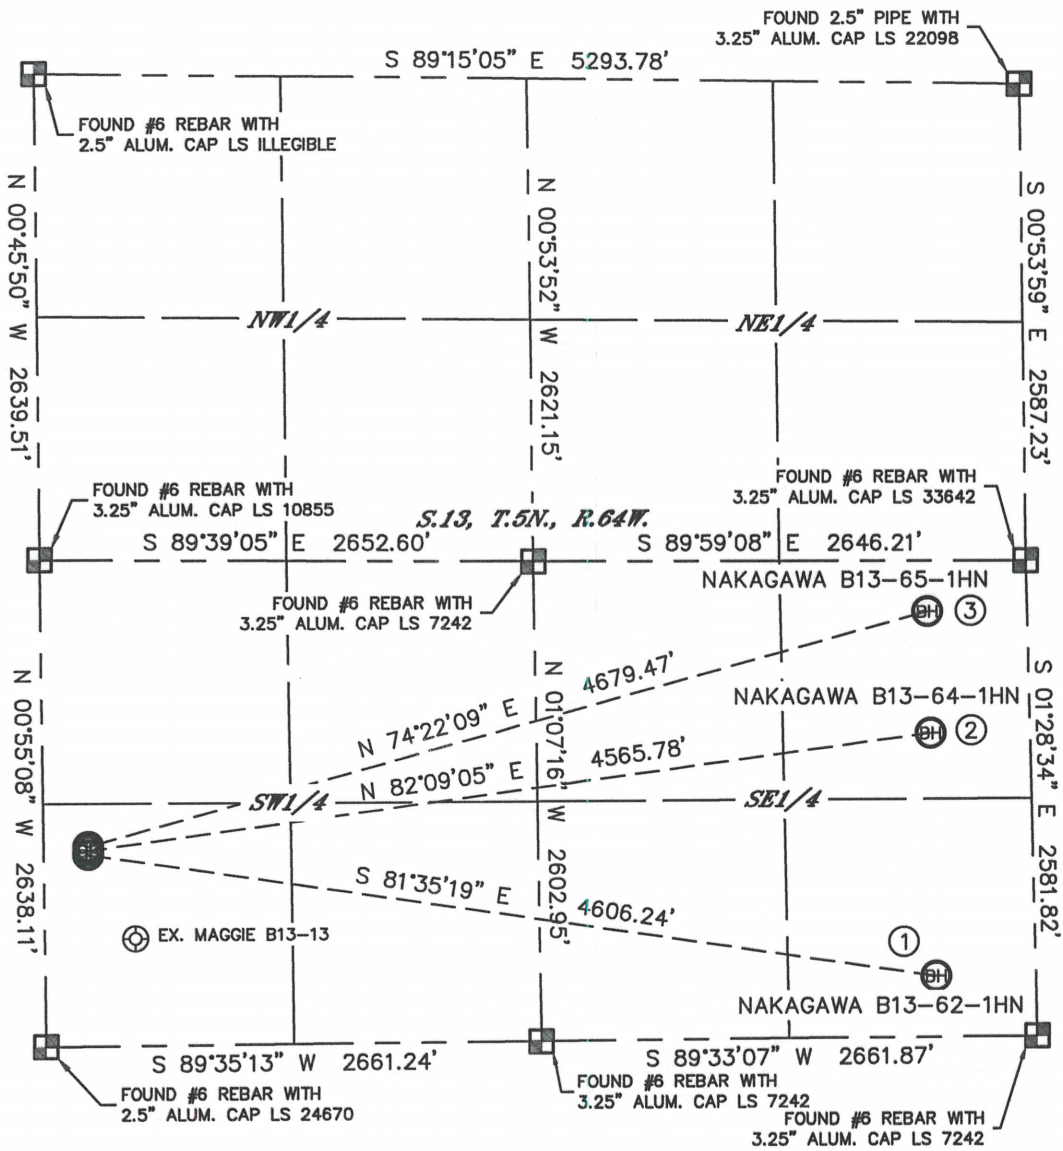 FOUND 2.5" PIPE WITH
3.25" ALUM. CAP LS 22098
S 89°15'05" E 5293.78'
FOUND #6 REBAR WITH
2.5" ALUM. CAP LS ILLEGIBLE
N 00°45'50" W 2639.51'
N 00°53'52" W 2621.15'
S 00°53'59" E 2587.23'
NW1/4
NE1/4
FOUND #6 REBAR WITH
3.25" ALUM. CAP LS 10855
FOUND #6 REBAR WITH
3.25" ALUM. CAP LS 33642
S.13, T.5N., R.64W.
S 89°39'05" E 2652.60'
S 89°59'08" E 2646.21'
FOUND #6 REBAR WITH
3.25" ALUM. CAP LS 7242
NAKAGAWA B13-65-1HN
BH 3
N 74°22'09" E 4679.47'
NAKAGAWA B13-64-1HN
BH 2
N 82°09'05" E 4565.78'
N 00°55'08" W 2638.11'
N 01°07'16" W 2602.95'
S 01°28'34" E 2581.82'
SW1/4
SE1/4
S 81°35'19" E 4606.24'
EX. MAGGIE B13-13
1
BH
NAKAGAWA B13-62-1HN
S 89°35'13" W 2661.24'
S 89°33'07" W 2661.87'
FOUND #6 REBAR WITH
2.5" ALUM. CAP LS 24670
FOUND #6 REBAR WITH
3.25" ALUM. CAP LS 7242
FOUND #6 REBAR WITH
3.25" ALUM. CAP LS 7242